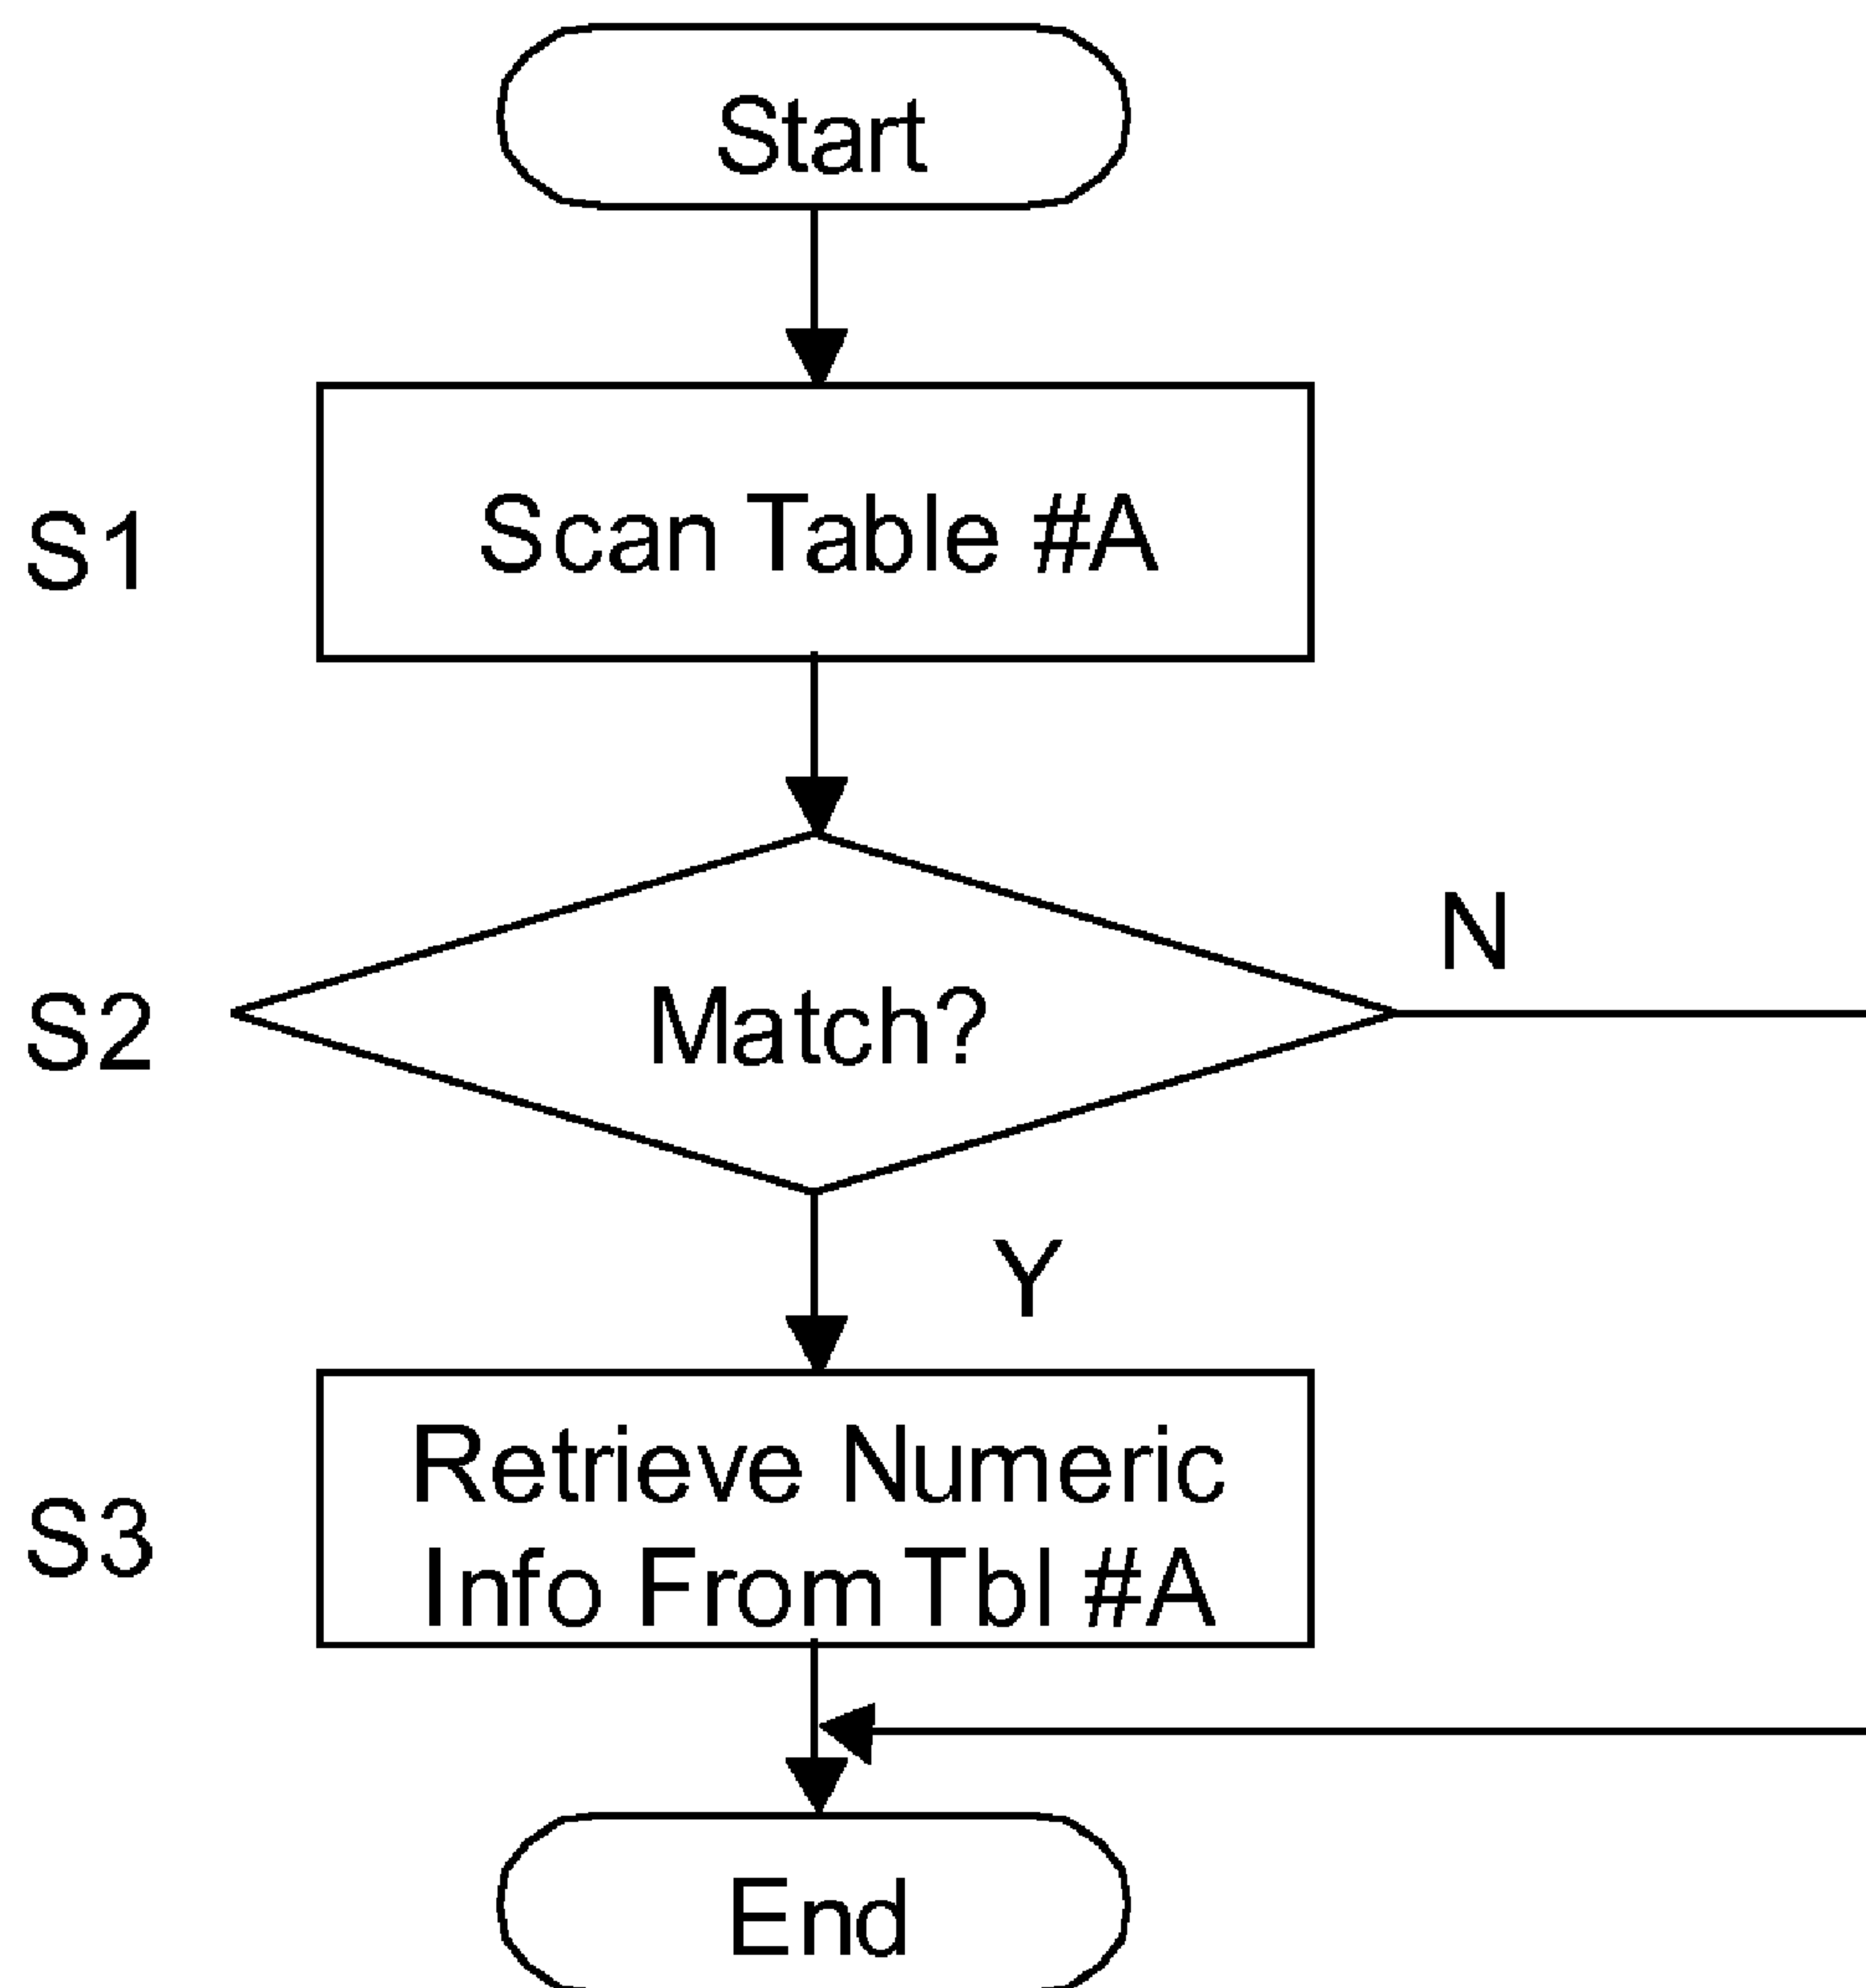 Start
S1
Scan Table #A
S2
Match?
N
Y
S3
Retrieve Numeric
Info From Tbl #A
End